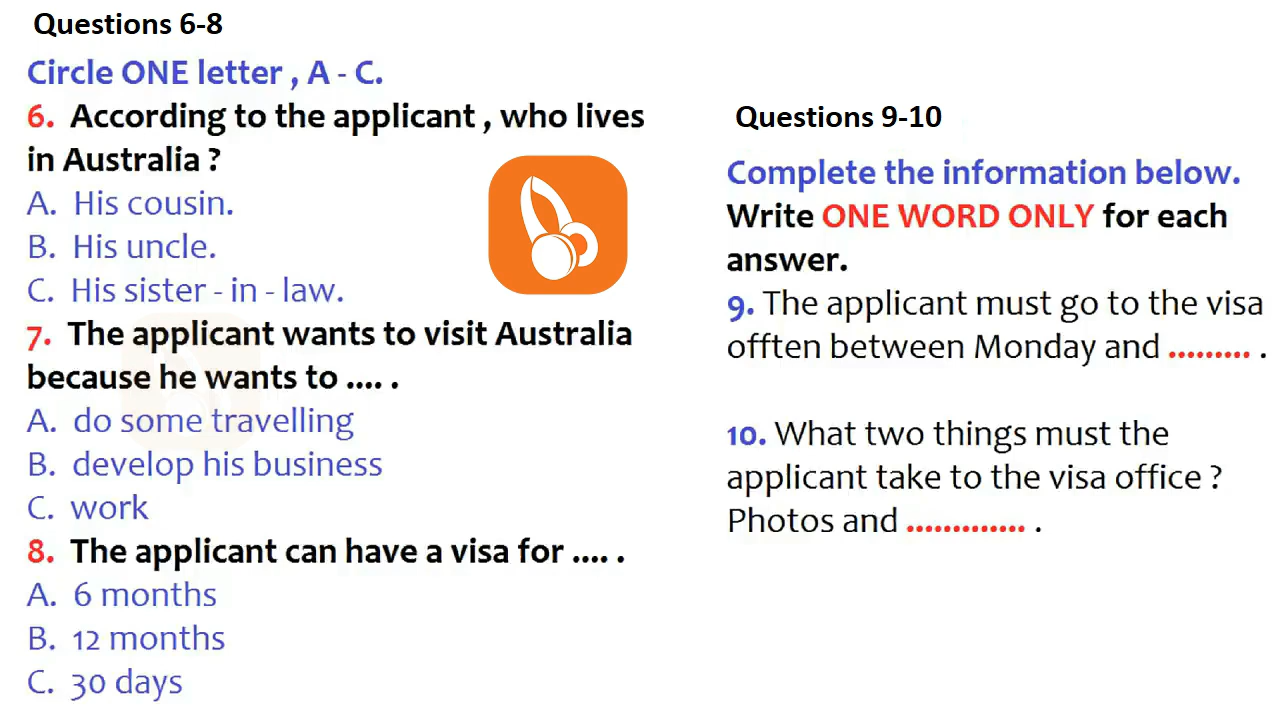 Questions 6-8
Circle ONE letter , A - C.
6. According to the applicant , who lives
in Australia ?
A. His cousin.
B. His uncle.
C. His sister - in - law.
7. The applicant wants to visit Australia
because he wants to .... .
A. do some travelling
B. develop his business
C. work
8. The applicant can have a visa for .... .
A. 6 months
B. 12 months
C. 30 days
Questions 9-10
Complete the information below.
Write ONE WORD ONLY for each
answer.
9. The applicant must go to the visa
offten between Monday and ......... .
10. What two things must the
applicant take to the visa office ?
Photos and ............. .